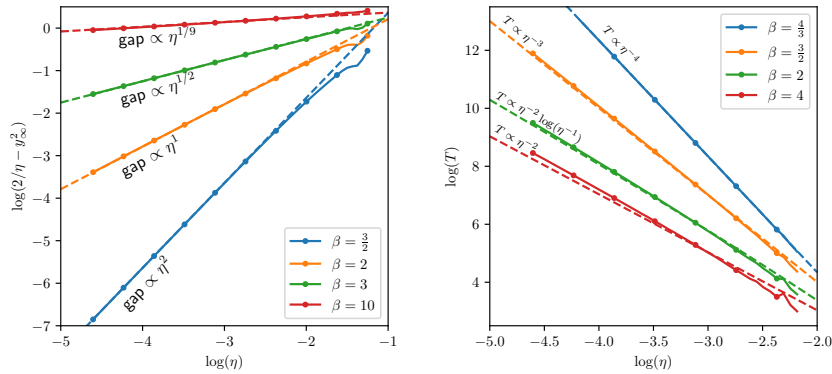 0.0
−1
−2
−3
−4
−5
−6
−7
−5
−4
−3
−2
−1
log(η)
log(2/η − y²∞)
gap ∝ η^{1/9}
gap ∝ η^{1/2}
gap ∝ η^1
gap ∝ η^2
β = 3/2
β = 2
β = 3
β = 10
12
10
8
6
4
−5.0
−4.5
−4.0
−3.5
−3.0
−2.5
−2.0
log(η)
log(T)
T ∝ η^{−4}
T ∝ η^{−3}
T ∝ η^{−2} log(η^{−1})
T ∝ η^{−2}
β = 4/3
β = 3/2
β = 2
β = 4